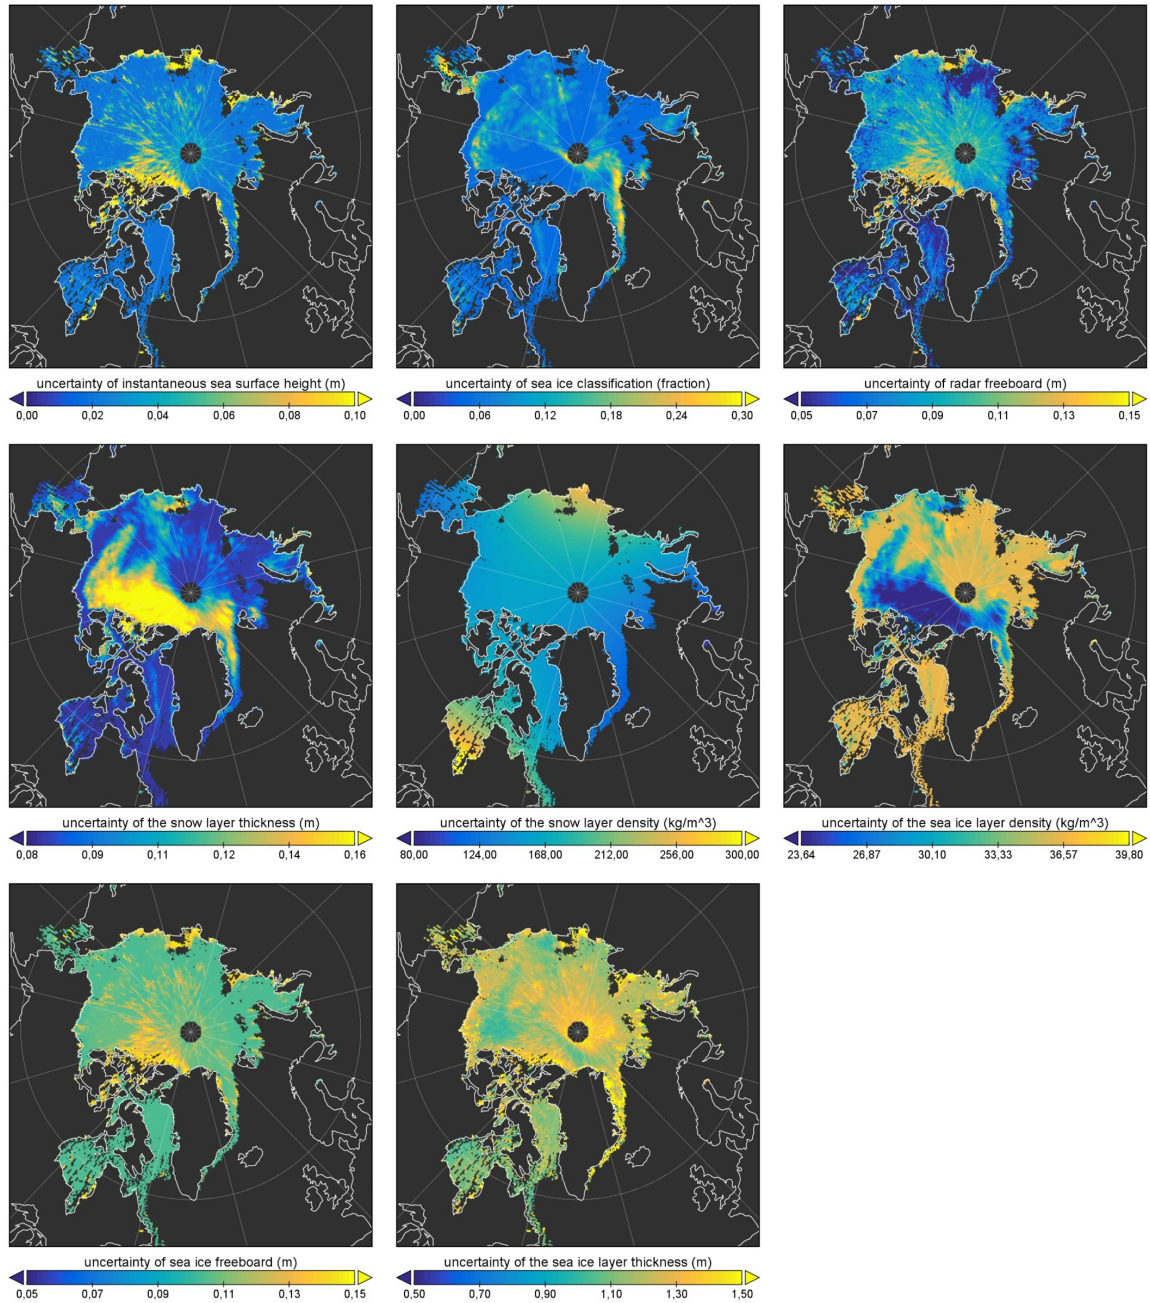 uncertainty of instantaneous sea surface height (m)
0,00 0,02 0,04 0,06 0,08 0,10
uncertainty of sea ice classification (fraction)
0,00 0,06 0,12 0,18 0,24 0,30
uncertainty of radar freeboard (m)
0,05 0,07 0,09 0,11 0,13 0,15
uncertainty of the snow layer thickness (m)
0,08 0,09 0,11 0,12 0,14 0,16
uncertainty of the snow layer density (kg/m^3)
80,00 124,00 168,00 212,00 256,00 300,00
uncertainty of the sea ice layer density (kg/m^3)
23,64 26,87 30,10 33,33 36,57 39,80
uncertainty of sea ice freeboard (m)
0,05 0,07 0,09 0,11 0,13 0,15
uncertainty of the sea ice layer thickness (m)
0,50 0,70 0,90 1,10 1,30 1,50